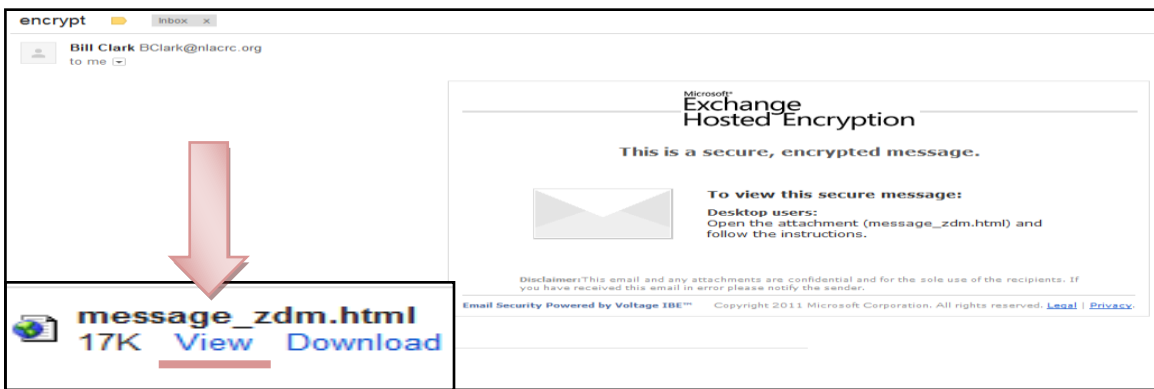 encrypt
Inbox x
Bill Clark BClark@nlacrc.org
to me
Microsoft®
Exchange
Hosted Encryption
This is a secure, encrypted message.
To view this secure message:
Desktop users:
Open the attachment (message_zdm.html) and
follow the instructions.
Disclaimer:This email and any attachments are confidential and for the sole use of the recipients. If
you have received this email in error please notify the sender.
Email Security Powered by Voltage IBE™ Copyright 2011 Microsoft Corporation. All rights reserved. Legal | Privacy.
message_zdm.html
17K View Download